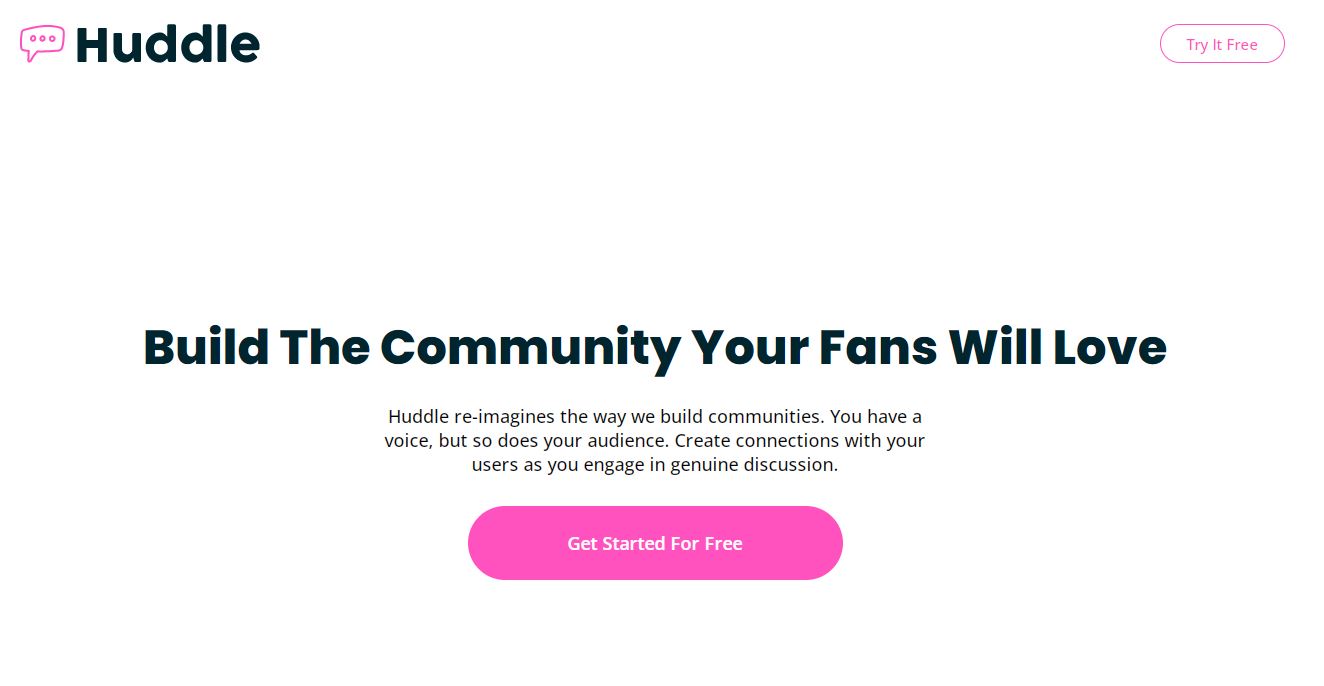 Huddle
Try It Free
Build The Community Your Fans Will Love
Huddle re-imagines the way we build communities. You have a
voice, but so does your audience. Create connections with your
users as you engage in genuine discussion.
Get Started For Free